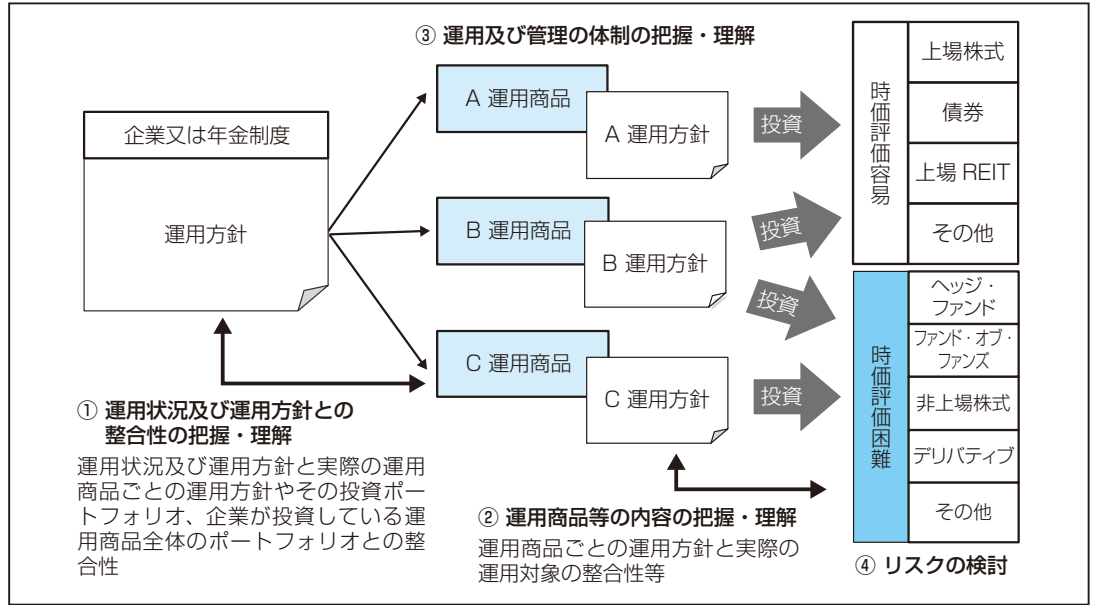 ③ 運用及び管理の体制の把握・理解
企業又は年金制度
運用方針
A 運用商品
A 運用方針
B 運用商品
B 運用方針
C 運用商品
C 運用方針
投資
投資
投資
投資
時価評価容易
上場株式
債券
上場 REIT
その他
時価評価困難
ヘッジ・
ファンド
ファンド・オブ・
ファンズ
非上場株式
デリバティブ
その他
① 運用状況及び運用方針との
整合性の把握・理解
運用状況及び運用方針と実際の運用
商品ごとの運用方針やその投資ポー
トフォリオ、企業が投資している運
用商品全体のポートフォリオとの整
合性
② 運用商品等の内容の把握・理解
運用商品ごとの運用方針と実際の
運用対象の整合性等
④ リスクの検討